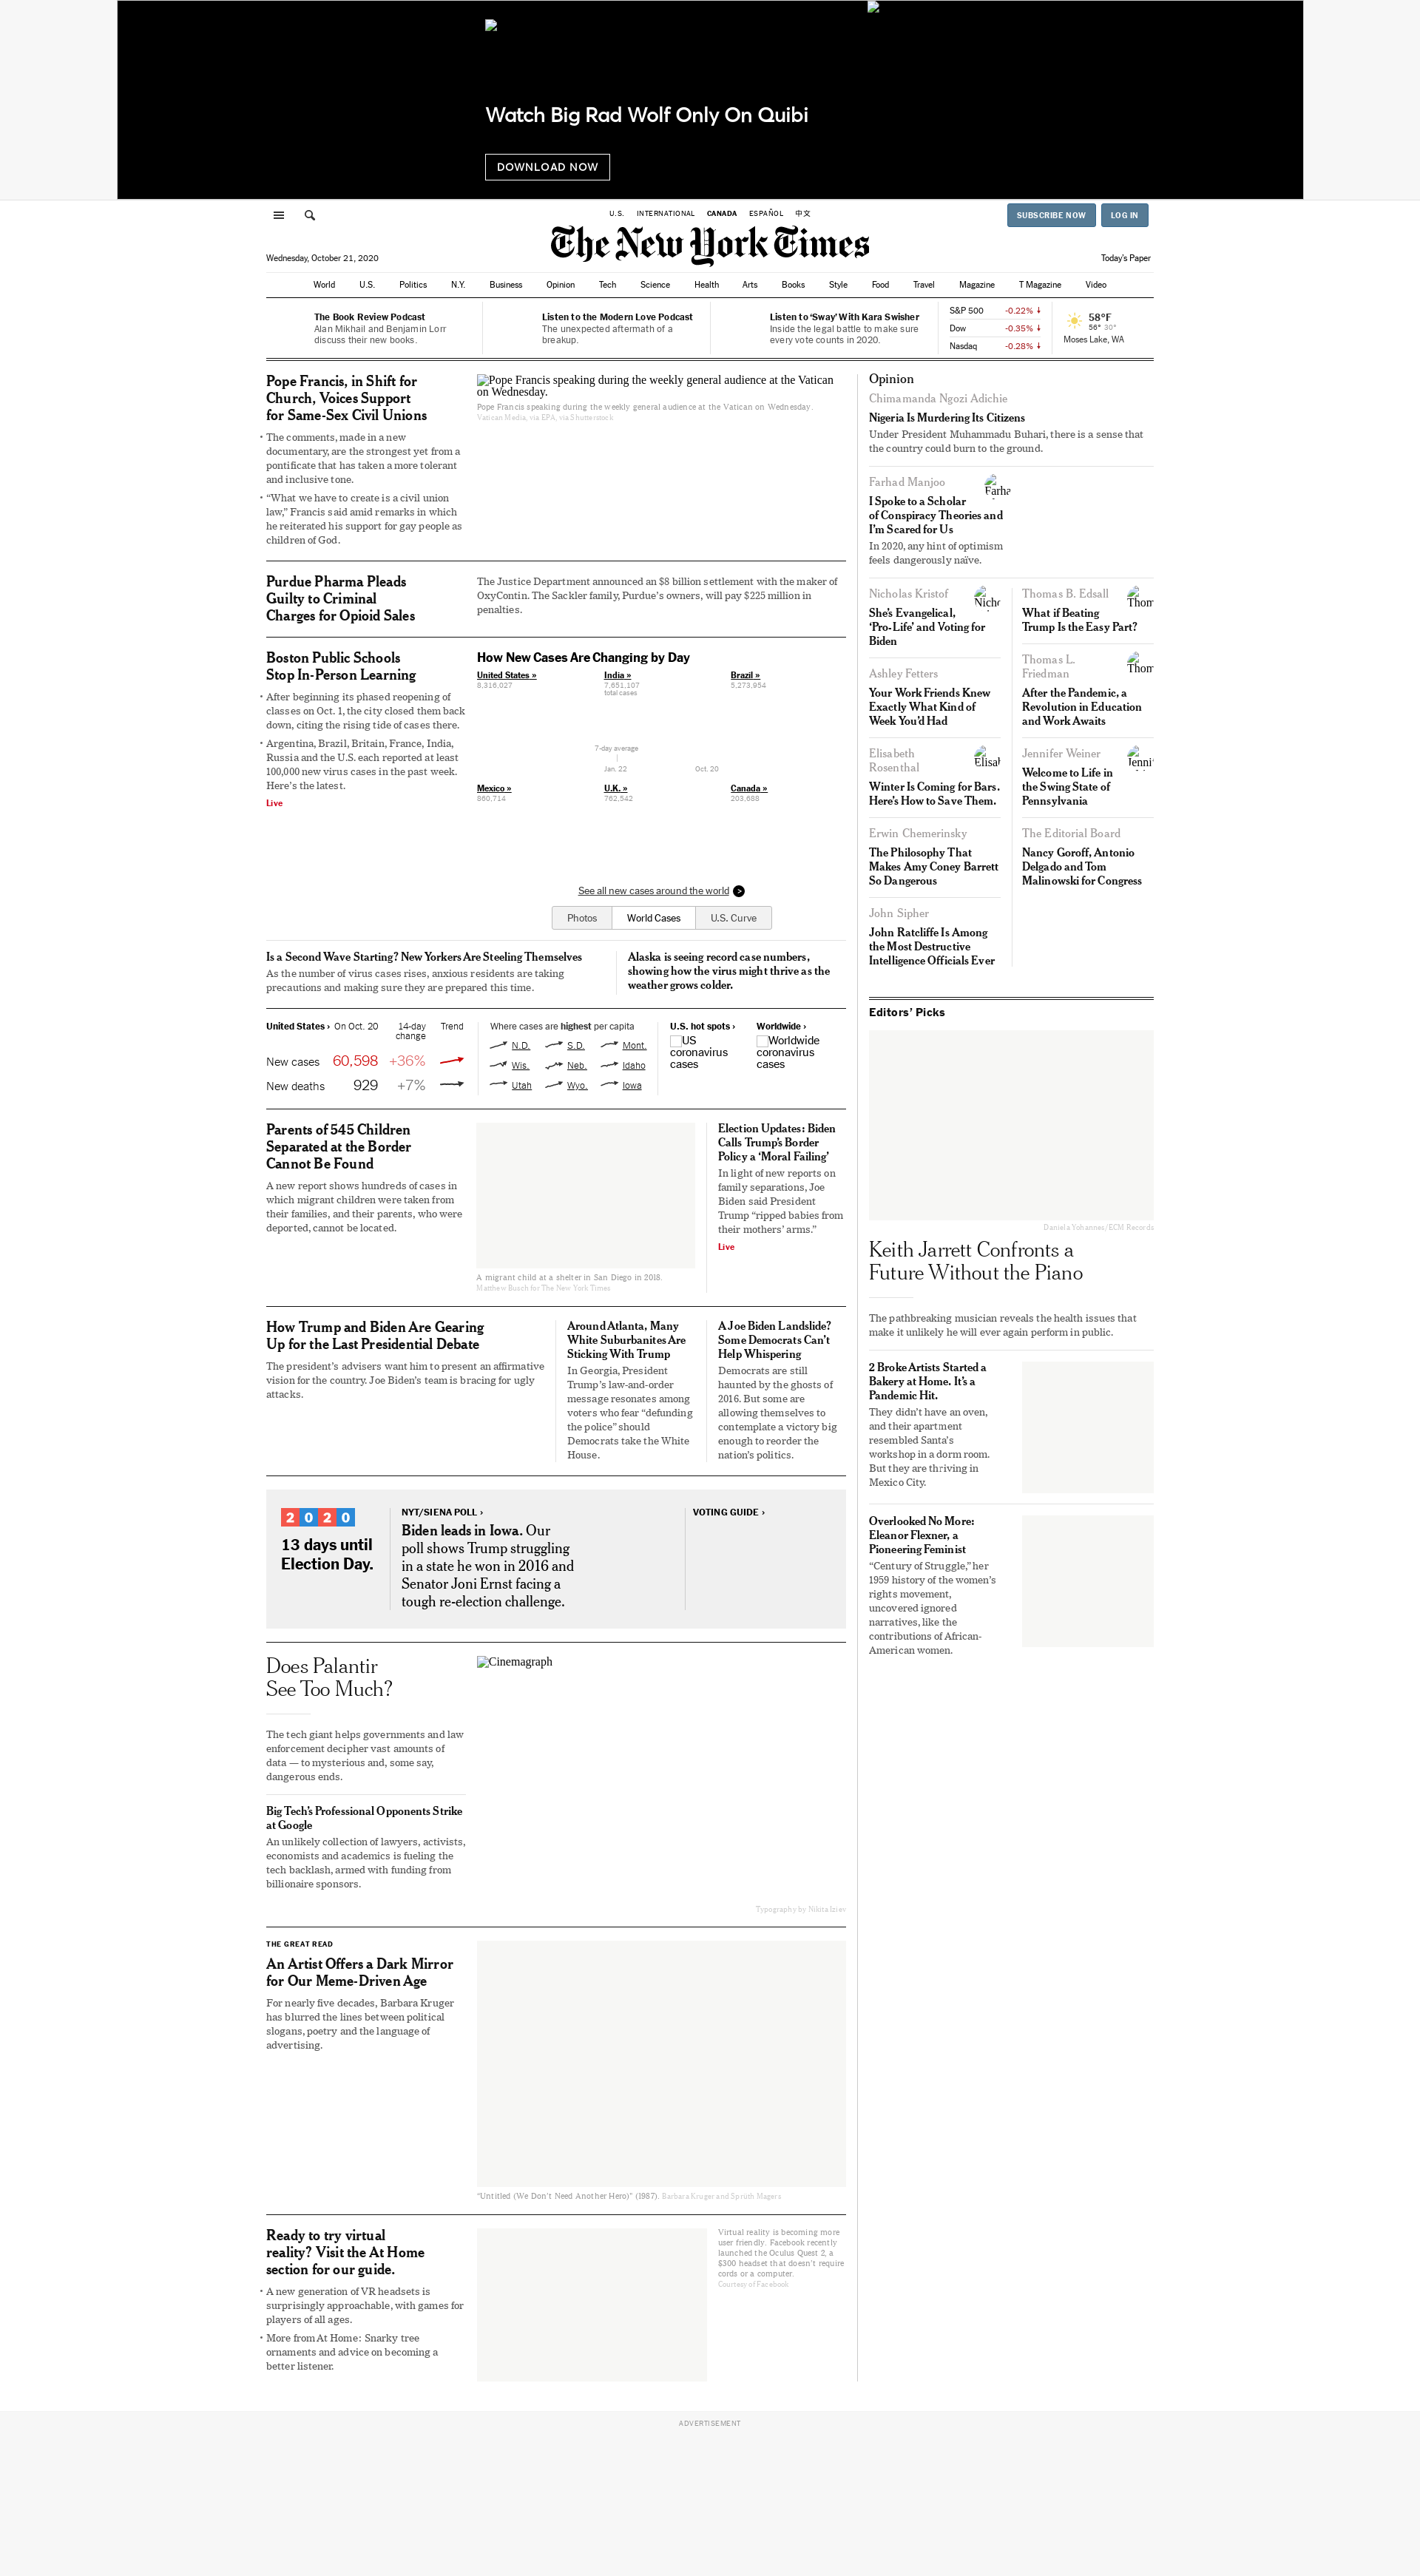 Watch Big Rad Wolf Only On Quibi
DOWNLOAD NOW
U.S. INTERNATIONAL CANADA ESPAÑOL 中文
SUBSCRIBE NOW
LOG IN
The New York Times
Wednesday, October 21, 2020
Today's Paper
World U.S. Politics N.Y. Business Opinion Tech Science Health Arts Books Style Food Travel Magazine T Magazine Video
The Book Review Podcast
Alan Mikhail and Benjamin Lorr
discuss their new books.
Listen to the Modern Love Podcast
The unexpected aftermath of a
breakup.
Listen to ‘Sway’ With Kara Swisher
Inside the legal battle to make sure
every vote counts in 2020.
S&P 500 -0.22%
Dow -0.35%
Nasdaq -0.28%
58°F
56° 30°
Moses Lake, WA
Pope Francis, in Shift for
Church, Voices Support
for Same-Sex Civil Unions
The comments, made in a new
documentary, are the strongest yet from a
pontificate that has taken a more tolerant
and inclusive tone.
“What we have to create is a civil union
law,” Francis said amid remarks in which
he reiterated his support for gay people as
children of God.
Pope Francis speaking during the weekly general audience at the Vatican
on Wednesday.
Pope Francis speaking during the weekly general audience at the Vatican on Wednesday.
Vatican Media, via EPA, via Shutterstock
Purdue Pharma Pleads
Guilty to Criminal
Charges for Opioid Sales
The Justice Department announced an $8 billion settlement with the maker of
OxyContin. The Sackler family, Purdue's owners, will pay $225 million in
penalties.
Boston Public Schools
Stop In-Person Learning
After beginning its phased reopening of
classes on Oct. 1, the city closed them back
down, citing the rising tide of cases there.
Argentina, Brazil, Britain, France, India,
Russia and the U.S. each reported at least
100,000 new virus cases in the past week.
Here's the latest.
Live
How New Cases Are Changing by Day
United States »
8,316,027
India »
7,651,107
total cases
Brazil »
5,273,954
7-day average
Jan. 22
Oct. 20
Mexico »
860,714
U.K. »
762,542
Canada »
203,688
See all new cases around the world >
Photos
World Cases
U.S. Curve
Is a Second Wave Starting? New Yorkers Are Steeling Themselves
As the number of virus cases rises, anxious residents are taking
precautions and making sure they are prepared this time.
Alaska is seeing record case numbers,
showing how the virus might thrive as the
weather grows colder.
United States › On Oct. 20 14-day
change Trend
New cases 60,598 +36%
New deaths 929 +7%
Where cases are highest per capita
N.D. S.D. Mont.
Wis. Neb. Idaho
Utah Wyo. Iowa
U.S. hot spots ›
US
coronavirus
cases
Worldwide ›
Worldwide
coronavirus
cases
Parents of 545 Children
Separated at the Border
Cannot Be Found
A new report shows hundreds of cases in
which migrant children were taken from
their families, and their parents, who were
deported, cannot be located.
A migrant child at a shelter in San Diego in 2018.
Matthew Busch for The New York Times
Election Updates: Biden
Calls Trump’s Border
Policy a ‘Moral Failing’
In light of new reports on
family separations, Joe
Biden said President
Trump “ripped babies from
their mothers’ arms.”
Live
How Trump and Biden Are Gearing
Up for the Last Presidential Debate
The president’s advisers want him to present an affirmative
vision for the country. Joe Biden’s team is bracing for ugly
attacks.
Around Atlanta, Many
White Suburbanites Are
Sticking With Trump
In Georgia, President
Trump’s law-and-order
message resonates among
voters who fear “defunding
the police” should
Democrats take the White
House.
A Joe Biden Landslide?
Some Democrats Can’t
Help Whispering
Democrats are still
haunted by the ghosts of
2016. But some are
allowing themselves to
contemplate a victory big
enough to reorder the
nation’s politics.
2020
13 days until
Election Day.
NYT/SIENA POLL ›
Biden leads in Iowa. Our
poll shows Trump struggling
in a state he won in 2016 and
Senator Joni Ernst facing a
tough re-election challenge.
VOTING GUIDE ›
Does Palantir
See Too Much?
The tech giant helps governments and law
enforcement decipher vast amounts of
data — to mysterious and, some say,
dangerous ends.
Big Tech’s Professional Opponents Strike
at Google
An unlikely collection of lawyers, activists,
economists and academics is fueling the
tech backlash, armed with funding from
billionaire sponsors.
Cinemagraph
Typography by Nikita Iziev
THE GREAT READ
An Artist Offers a Dark Mirror
for Our Meme-Driven Age
For nearly five decades, Barbara Kruger
has blurred the lines between political
slogans, poetry and the language of
advertising.
“Untitled (We Don’t Need Another Hero)” (1987). Barbara Kruger and Sprüth Magers
Ready to try virtual
reality? Visit the At Home
section for our guide.
A new generation of VR headsets is
surprisingly approachable, with games for
players of all ages.
More from At Home: Snarky tree
ornaments and advice on becoming a
better listener.
Virtual reality is becoming more
user friendly. Facebook recently
launched the Oculus Quest 2, a
$300 headset that doesn’t require
cords or a computer.
Courtesy of Facebook
Opinion
Chimamanda Ngozi Adichie
Nigeria Is Murdering Its Citizens
Under President Muhammadu Buhari, there is a sense that
the country could burn to the ground.
Farhad Manjoo
I Spoke to a Scholar
of Conspiracy Theories and
I’m Scared for Us
In 2020, any hint of optimism
feels dangerously naïve.
Nicholas Kristof
She’s Evangelical,
‘Pro-Life’ and Voting for
Biden
Ashley Fetters
Your Work Friends Knew
Exactly What Kind of
Week You’d Had
Elisabeth
Rosenthal
Winter Is Coming for Bars.
Here’s How to Save Them.
Erwin Chemerinsky
The Philosophy That
Makes Amy Coney Barrett
So Dangerous
John Sipher
John Ratcliffe Is Among
the Most Destructive
Intelligence Officials Ever
Thomas B. Edsall
What if Beating
Trump Is the Easy Part?
Thomas L.
Friedman
After the Pandemic, a
Revolution in Education
and Work Awaits
Jennifer Weiner
Welcome to Life in
the Swing State of
Pennsylvania
The Editorial Board
Nancy Goroff, Antonio
Delgado and Tom
Malinowski for Congress
Editors’ Picks
Daniela Yohannes/ECM Records
Keith Jarrett Confronts a
Future Without the Piano
The pathbreaking musician reveals the health issues that
make it unlikely he will ever again perform in public.
2 Broke Artists Started a
Bakery at Home. It’s a
Pandemic Hit.
They didn’t have an oven,
and their apartment
resembled Santa’s
workshop in a dorm room.
But they are thriving in
Mexico City.
Overlooked No More:
Eleanor Flexner, a
Pioneering Feminist
“Century of Struggle,” her
1959 history of the women’s
rights movement,
uncovered ignored
narratives, like the
contributions of African-
American women.
ADVERTISEMENT